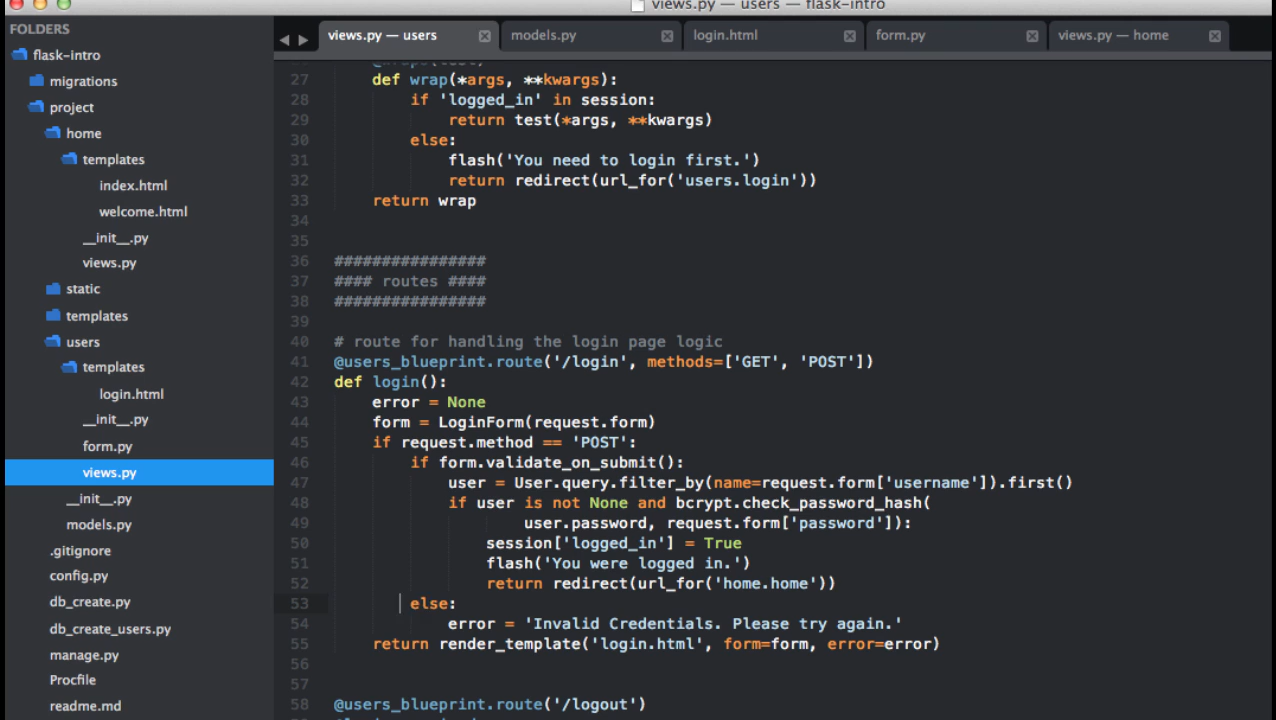 views.py — users — flask-intro
FOLDERS
flask-intro
migrations
project
home
templates
index.html
welcome.html
__init__.py
views.py
static
templates
users
templates
login.html
__init__.py
form.py
views.py
__init__.py
models.py
.gitignore
config.py
db_create.py
db_create_users.py
manage.py
Procfile
readme.md
views.py — users
models.py
login.html
form.py
views.py — home
27 def wrap(*args, **kwargs):
28 if 'logged_in' in session:
29 return test(*args, **kwargs)
30 else:
31 flash('You need to login first.')
32 return redirect(url_for('users.login'))
33 return wrap
34
35
36 ################
37 #### routes ####
38 ################
39
40 # route for handling the login page logic
41 @users_blueprint.route('/login', methods=['GET', 'POST'])
42 def login():
43 error = None
44 form = LoginForm(request.form)
45 if request.method == 'POST':
46 if form.validate_on_submit():
47 user = User.query.filter_by(name=request.form['username']).first()
48 if user is not None and bcrypt.check_password_hash(
49 user.password, request.form['password']):
50 session['logged_in'] = True
51 flash('You were logged in.')
52 return redirect(url_for('home.home'))
53 else:
54 error = 'Invalid Credentials. Please try again.'
55 return render_template('login.html', form=form, error=error)
56
57
58 @users_blueprint.route('/logout')